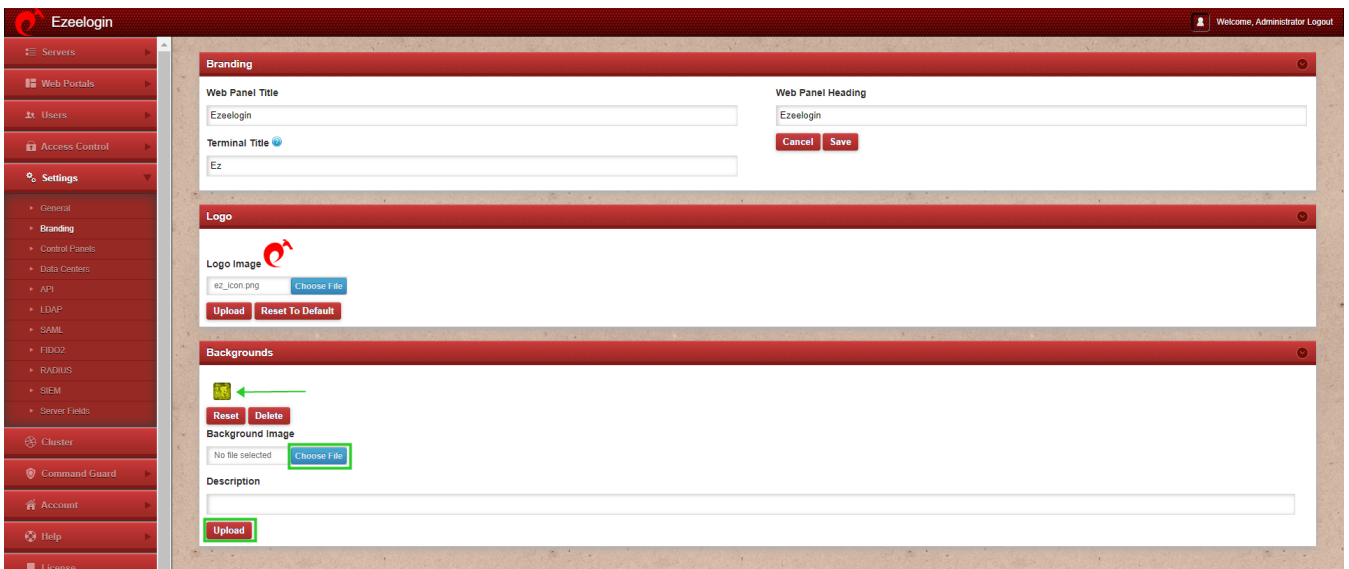 Ezeelogin
Welcome, Administrator Logout
Servers
Web Portals
Users
Access Control
Settings
General
Branding
Control Panels
Data Centers
API
LDAP
SAML
FIDO2
RADIUS
SIEM
Server Fields
Cluster
Command Guard
Account
Help
License
Branding
Web Panel Title
Ezeelogin
Terminal Title
Ez
Web Panel Heading
Ezeelogin
Cancel Save
Logo
Logo Image
ez_icon.png Choose File
Upload Reset To Default
Backgrounds
Reset Delete
Background Image
No file selected Choose File
Description
Upload